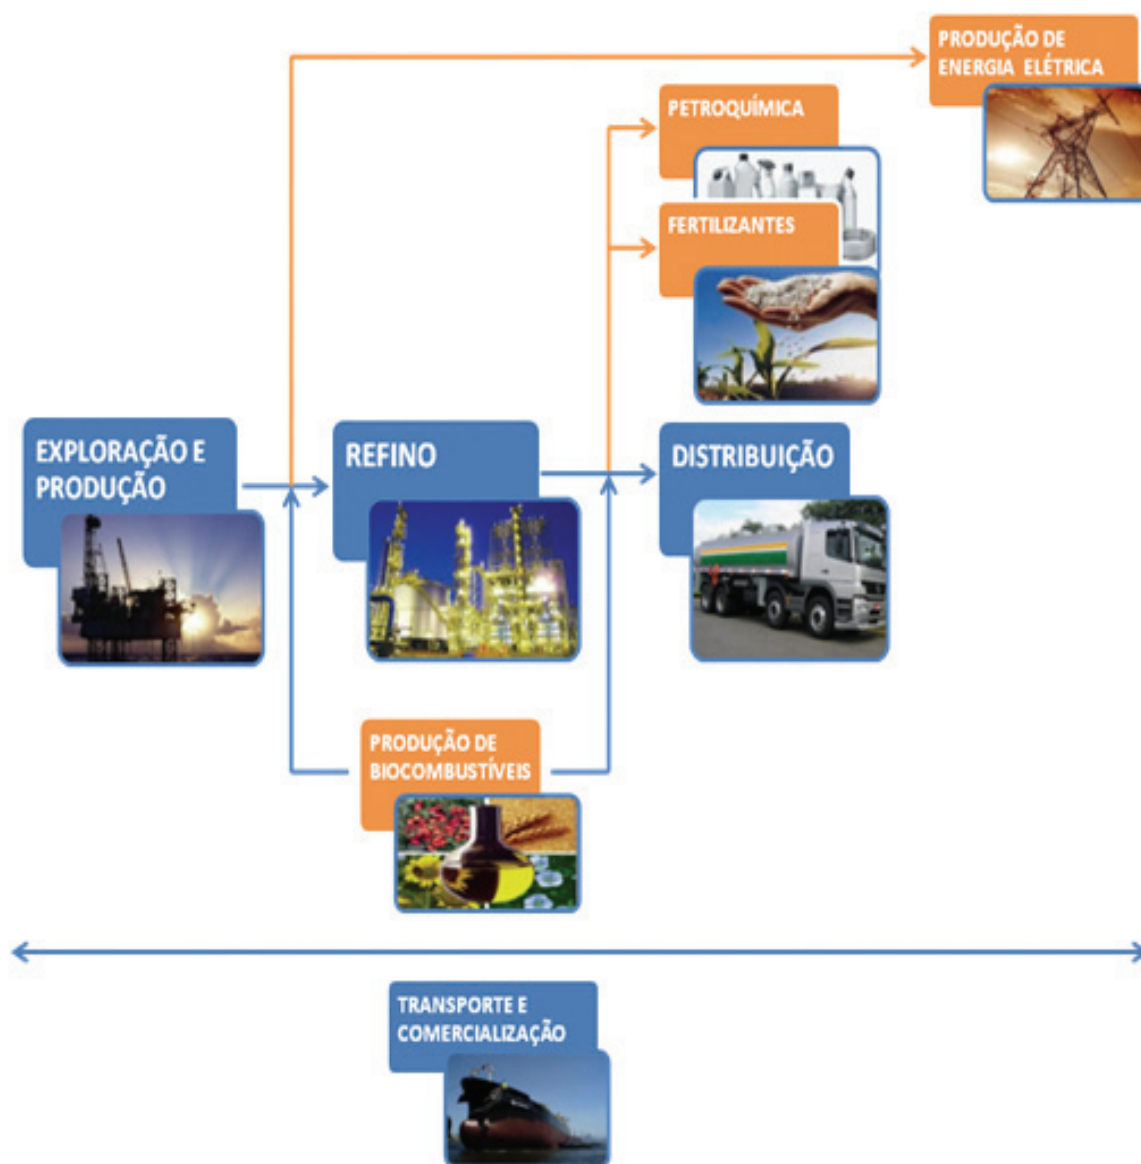 PRODUÇÃO DE
ENERGIA ELÉTRICA
PETROQUÍMICA
FERTILIZANTES
EXPLORAÇÃO E
PRODUÇÃO
REFINO
DISTRIBUIÇÃO
PRODUÇÃO DE
BIOCOMBUSTÍVEIS
TRANSPORTE E
COMERCIALIZAÇÃO